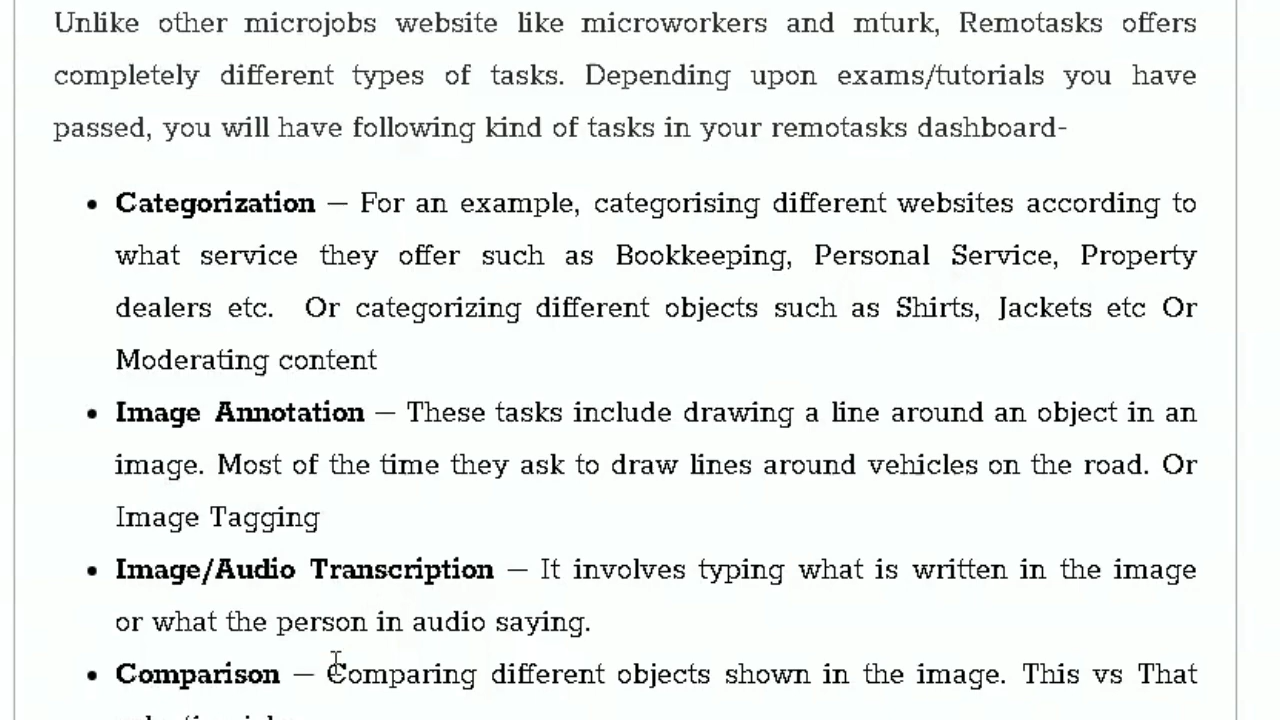 Unlike other microjobs website like microworkers and mturk, Remotasks offers
completely different types of tasks. Depending upon exams/tutorials you have
passed, you will have following kind of tasks in your remotasks dashboard-
• Categorization – For an example, categorising different websites according to
what service they offer such as Bookkeeping, Personal Service, Property
dealers etc. Or categorizing different objects such as Shirts, Jackets etc Or
Moderating content
• Image Annotation – These tasks include drawing a line around an object in an
image. Most of the time they ask to draw lines around vehicles on the road. Or
Image Tagging
• Image/Audio Transcription – It involves typing what is written in the image
or what the person in audio saying.
• Comparison – Comparing different objects shown in the image. This vs That